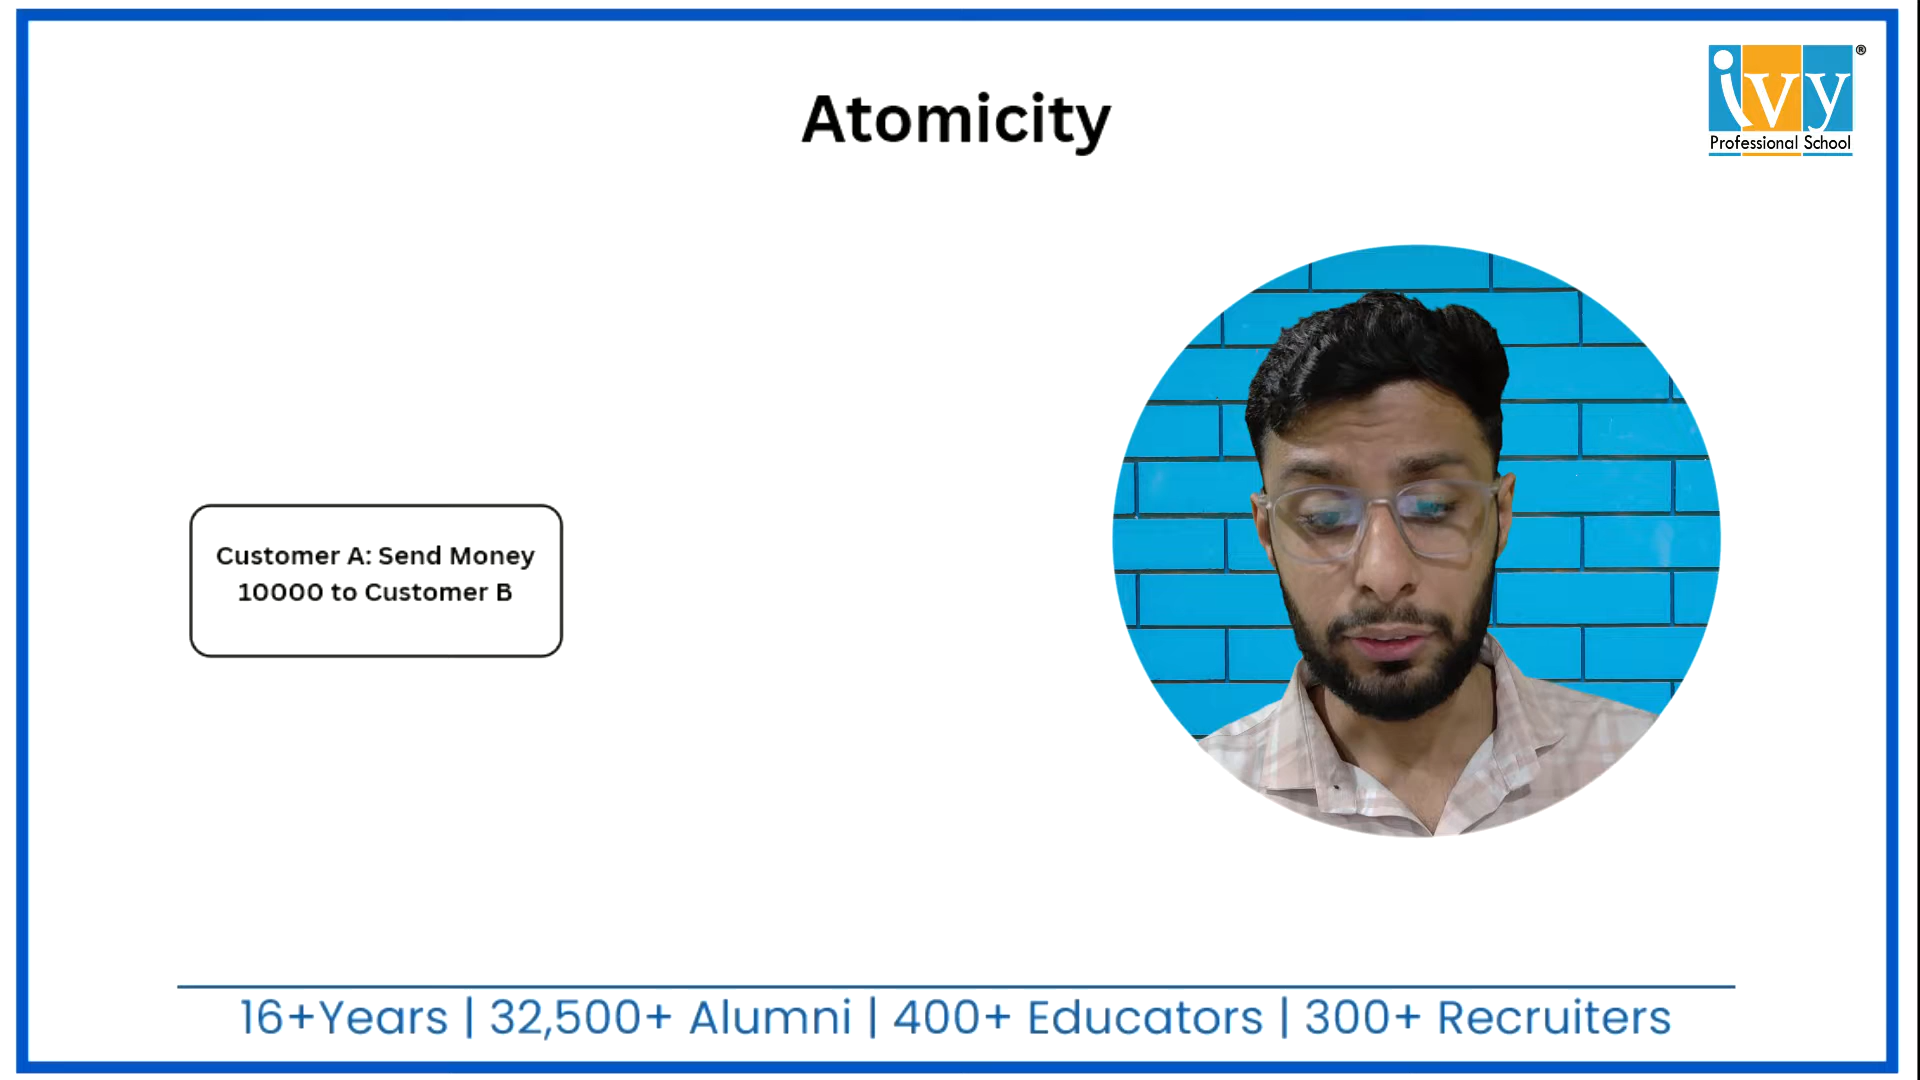 Atomicity
ivy®
Professional School
Customer A: Send Money
10000 to Customer B
16+Years | 32,500+ Alumni | 400+ Educators | 300+ Recruiters